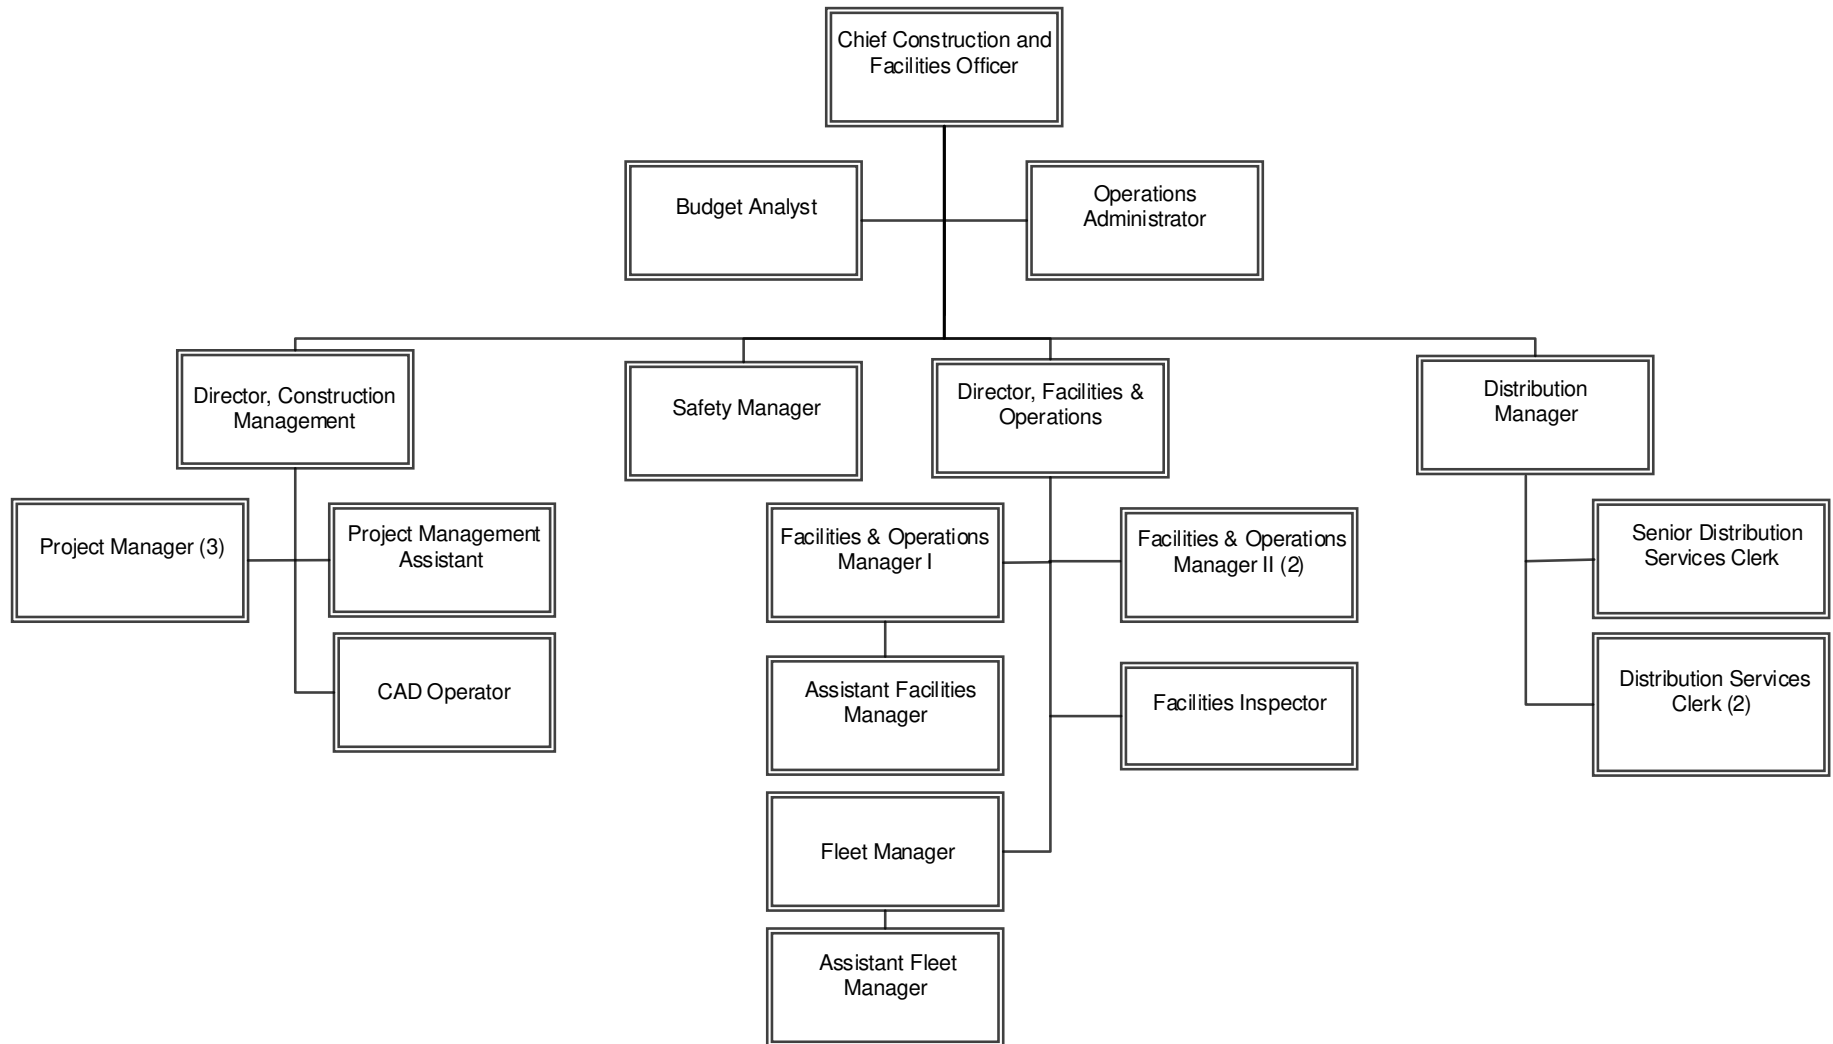 Chief Construction and
Facilities Officer
Budget Analyst
Operations
Administrator
Director, Construction
Management
Safety Manager
Director, Facilities &
Operations
Distribution
Manager
Project Manager (3)
Project Management
Assistant
Facilities & Operations
Manager I
Facilities & Operations
Manager II (2)
Senior Distribution
Services Clerk
CAD Operator
Assistant Facilities
Manager
Facilities Inspector
Distribution Services
Clerk (2)
Fleet Manager
Assistant Fleet
Manager